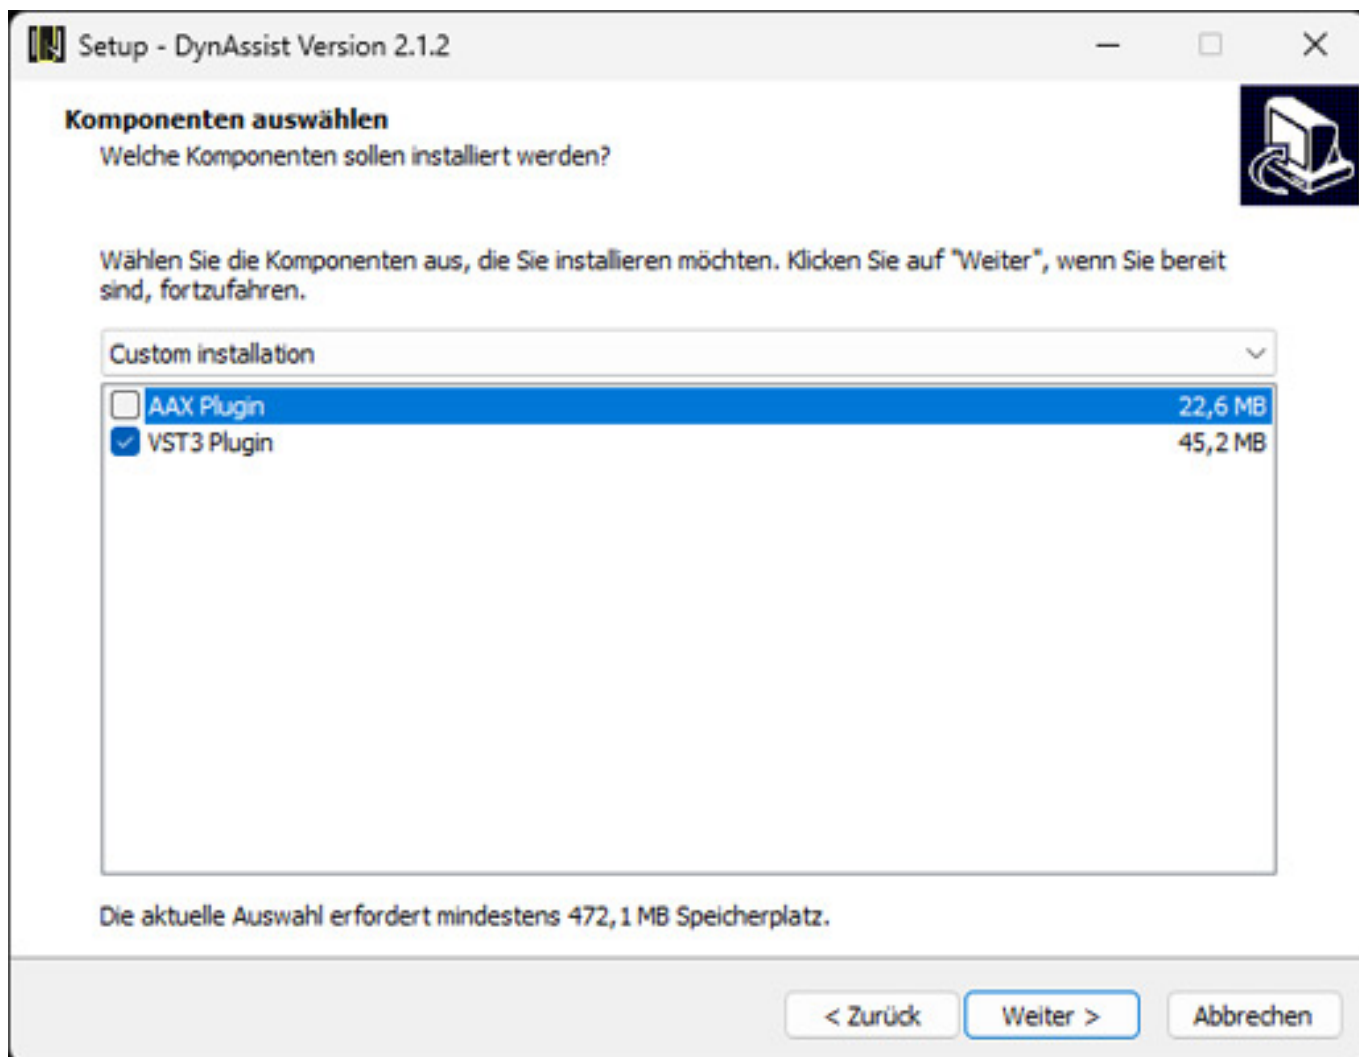 Setup - DynAssist Version 2.1.2
Komponenten auswählen
Welche Komponenten sollen installiert werden?
Wählen Sie die Komponenten aus, die Sie installieren möchten. Klicken Sie auf "Weiter", wenn Sie bereit
sind, fortzufahren.
Custom installation
AAX Plugin 22,6 MB
VST3 Plugin 45,2 MB
Die aktuelle Auswahl erfordert mindestens 472,1 MB Speicherplatz.
< Zurück Weiter > Abbrechen